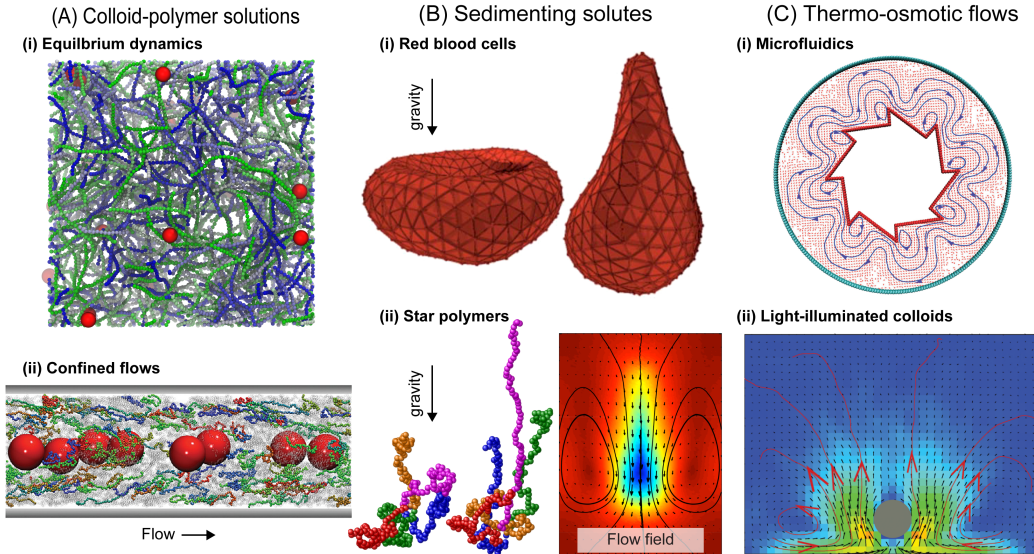 (A) Colloid-polymer solutions
(i) Equilbrium dynamics
(ii) Confined flows
Flow
(B) Sedimenting solutes
(i) Red blood cells
gravity
(ii) Star polymers
gravity
Flow field
(C) Thermo-osmotic flows
(i) Microfluidics
(ii) Light-illuminated colloids